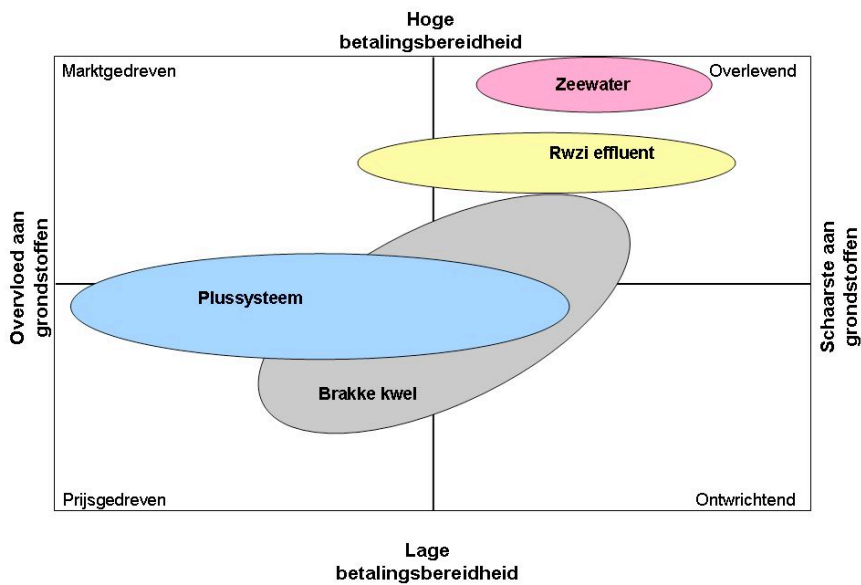 Hoge
betalingsbereidheid
Marktgedreven
Overlevend
Zeewater
Rwzi effluent
Overvloed aan
grondstoffen
Schaarste aan
grondstoffen
Plussysteem
Brakke kwel
Prijsgedreven
Ontwrichtend
Lage
betalingsbereidheid